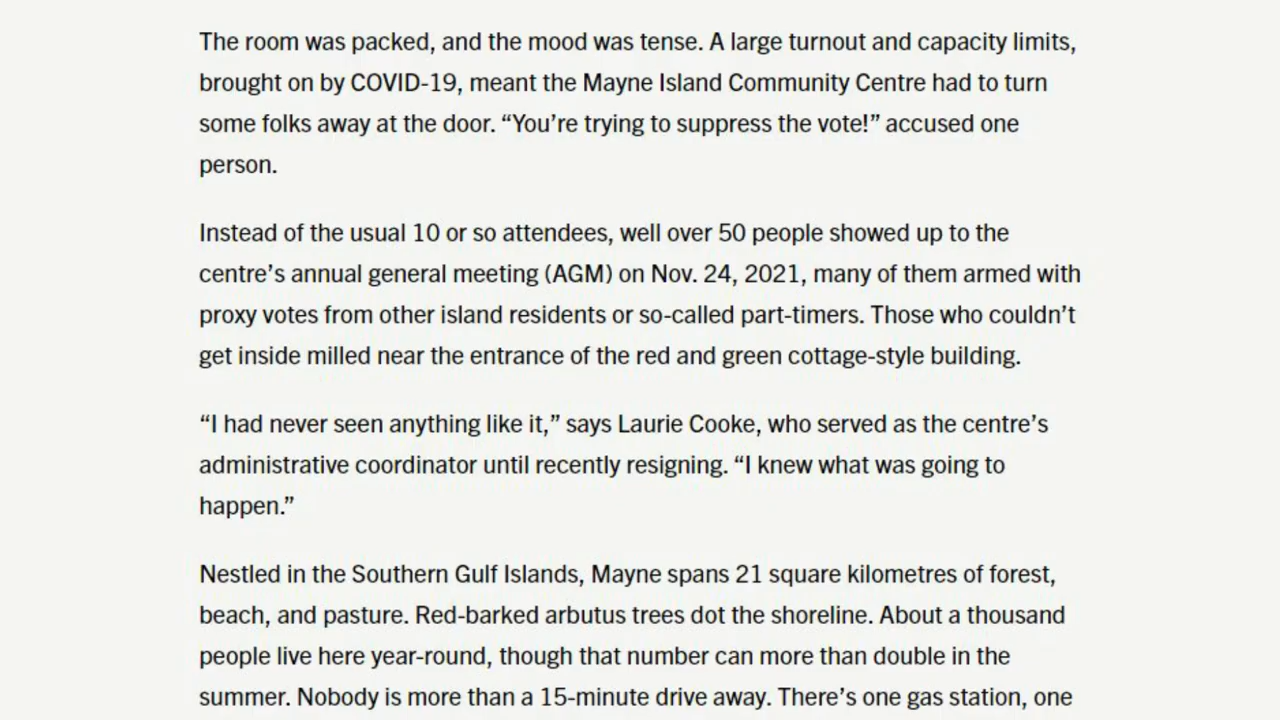 The room was packed, and the mood was tense. A large turnout and capacity limits,
brought on by COVID-19, meant the Mayne Island Community Centre had to turn
some folks away at the door. “You’re trying to suppress the vote!” accused one
person.
Instead of the usual 10 or so attendees, well over 50 people showed up to the
centre’s annual general meeting (AGM) on Nov. 24, 2021, many of them armed with
proxy votes from other island residents or so-called part-timers. Those who couldn’t
get inside milled near the entrance of the red and green cottage-style building.
“I had never seen anything like it,” says Laurie Cooke, who served as the centre’s
administrative coordinator until recently resigning. “I knew what was going to
happen.”
Nestled in the Southern Gulf Islands, Mayne spans 21 square kilometres of forest,
beach, and pasture. Red-barked arbutus trees dot the shoreline. About a thousand
people live here year-round, though that number can more than double in the
summer. Nobody is more than a 15-minute drive away. There’s one gas station, one